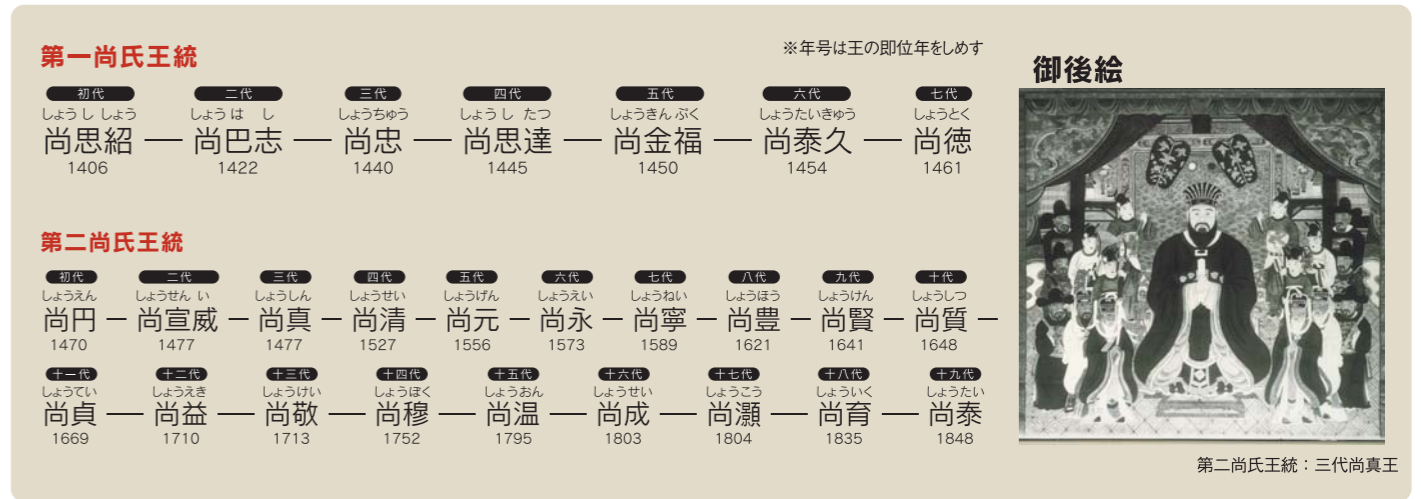 第一尚氏王統
※年号は王の即位年をしめす
初代 二代 三代 四代 五代 六代 七代
しょうししょう しょうはし しょうちゅう しょうしたつ しょうきんぷく しょうたいきゅう しょうとく
尚思紹 ― 尚巴志 ― 尚忠 ― 尚思達 ― 尚金福 ― 尚泰久 ― 尚徳
1406 1422 1440 1445 1450 1454 1461
第二尚氏王統
初代 二代 三代 四代 五代 六代 七代 八代 九代 十代
しょうえん しょうせんい しょうしん しょうせい しょうげん しょうえい しょうねい しょうほう しょうけん しょうしつ
尚円 ― 尚宣威 ― 尚真 ― 尚清 ― 尚元 ― 尚永 ― 尚寧 ― 尚豊 ― 尚賢 ― 尚質 ―
1470 1477 1477 1527 1556 1573 1589 1621 1641 1648
十一代 十二代 十三代 十四代 十五代 十六代 十七代 十八代 十九代
しょうてい しょうえき しょうけい しょうぼく しょうおん しょうせい しょうこう しょういく しょうたい
尚貞 ― 尚益 ― 尚敬 ― 尚穆 ― 尚温 ― 尚成 ― 尚灝 ― 尚育 ― 尚泰
1669 1710 1713 1752 1795 1803 1804 1835 1848
御後絵
第二尚氏王統：三代尚真王